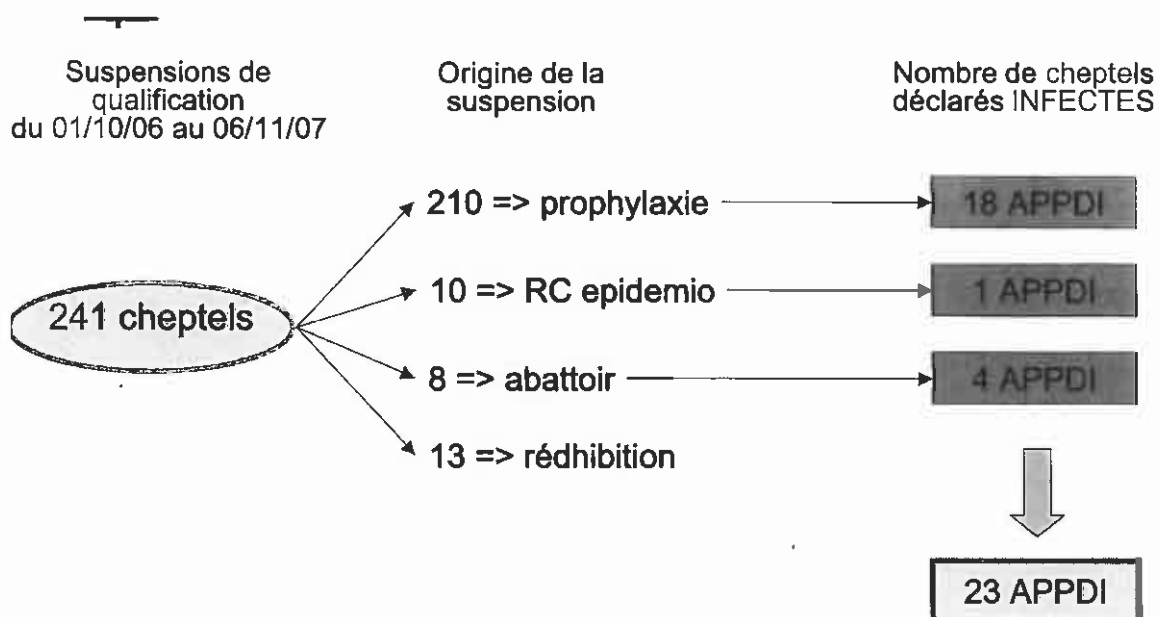 Suspensions de
qualification
du 01/10/06 au 06/11/07
Origine de la
suspension
Nombre de cheptels
déclarés INFECTES
241 cheptels
210 => prophylaxie
18 APPDI
10 => RC epidemio
1 APPDI
8 => abattoir
4 APPDI
13 => rédhibition
23 APPDI